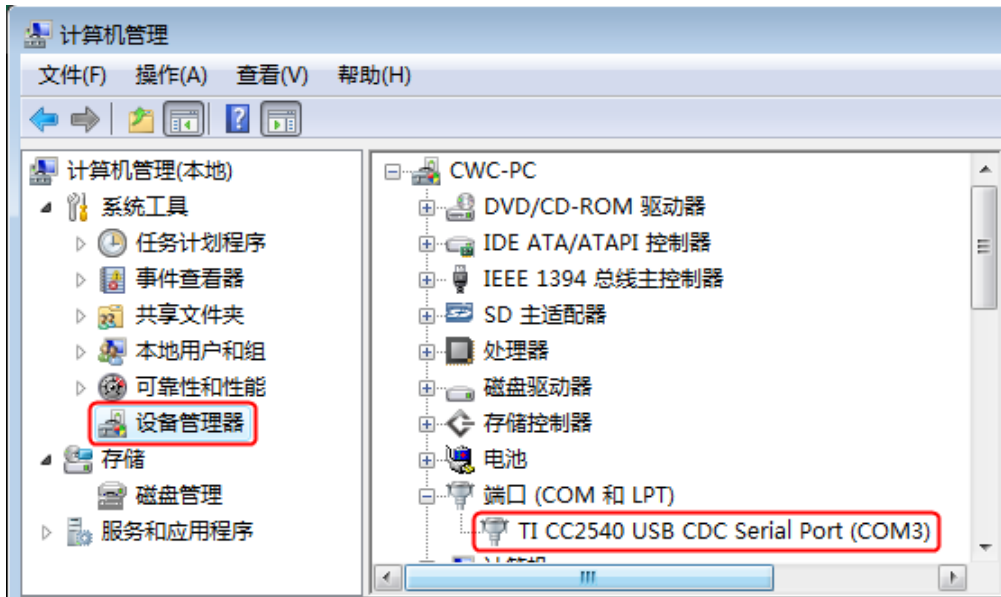 计算机管理
文件(F) 操作(A) 查看(V) 帮助(H)
计算机管理(本地)
系统工具
任务计划程序
事件查看器
共享文件夹
本地用户和组
可靠性和性能
设备管理器
存储
磁盘管理
服务和应用程序
CWC-PC
DVD/CD-ROM 驱动器
IDE ATA/ATAPI 控制器
IEEE 1394 总线主控制器
SD 主适配器
处理器
磁盘驱动器
存储控制器
电池
端口 (COM 和 LPT)
TI CC2540 USB CDC Serial Port (COM3)